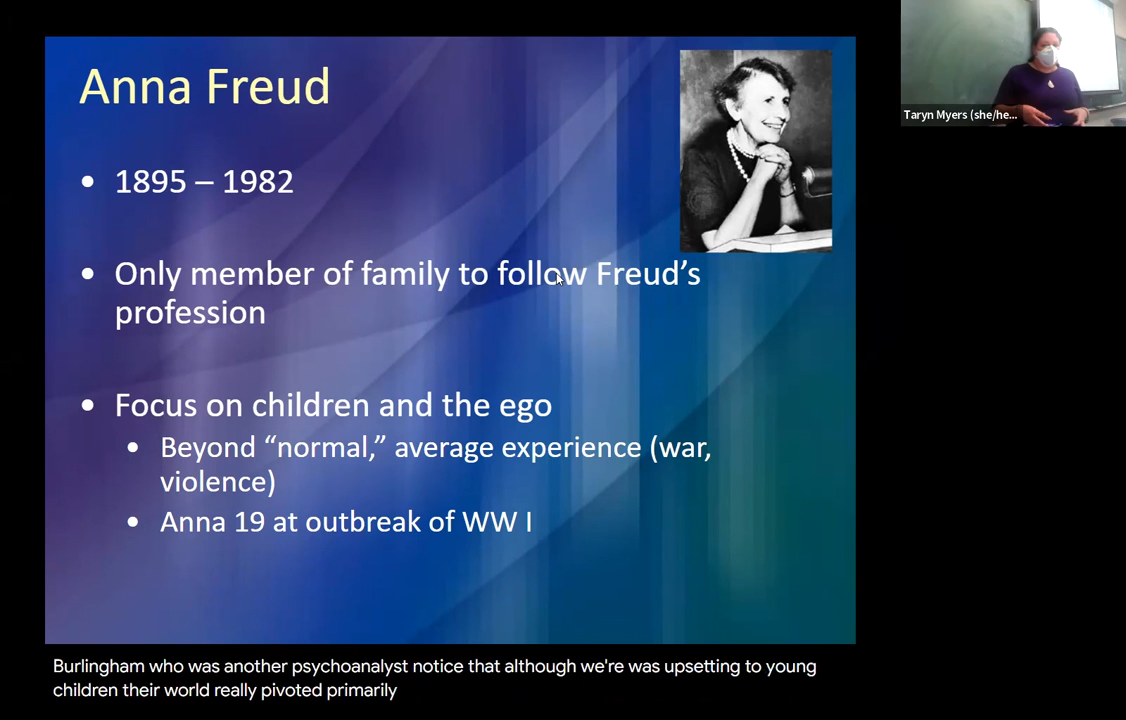 Anna Freud
• 1895 – 1982
• Only member of family to follow Freud’s
profession
• Focus on children and the ego
• Beyond “normal,” average experience (war,
violence)
• Anna 19 at outbreak of WW I
Taryn Myers (she/he...
Burlingham who was another psychoanalyst notice that although we're was upsetting to young
children their world really pivoted primarily